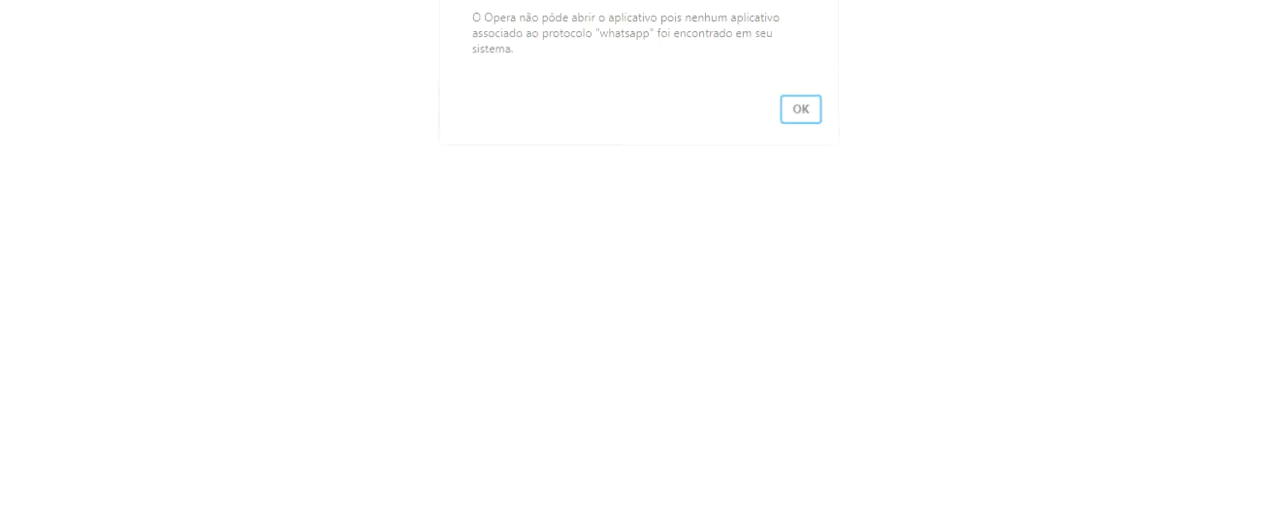 O Opera não pôde abrir o aplicativo pois nenhum aplicativo
associado ao protocolo "whatsapp" foi encontrado em seu
sistema.
OK